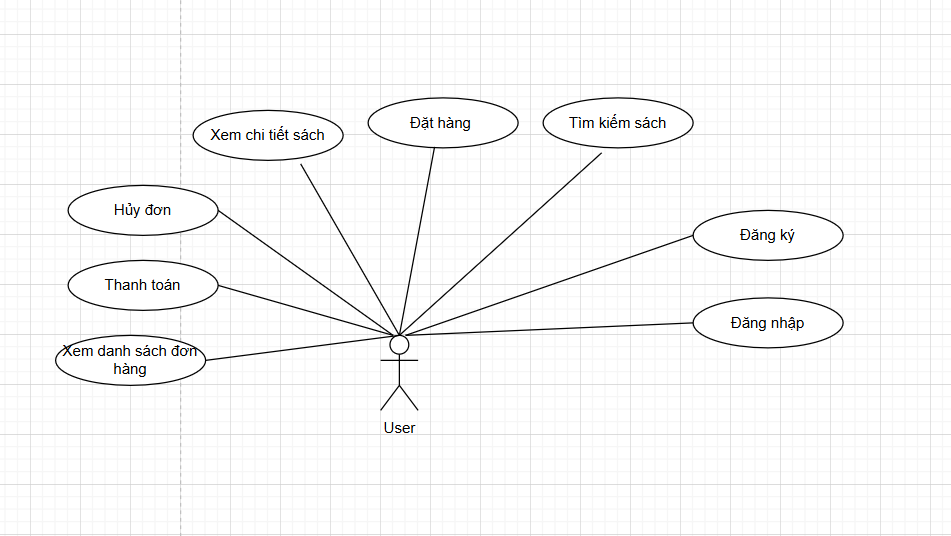 Đặt hàng
Tìm kiếm sách
Xem chi tiết sách
Hủy đơn
Đăng ký
Thanh toán
Đăng nhập
Xem danh sách đơn
hàng
User